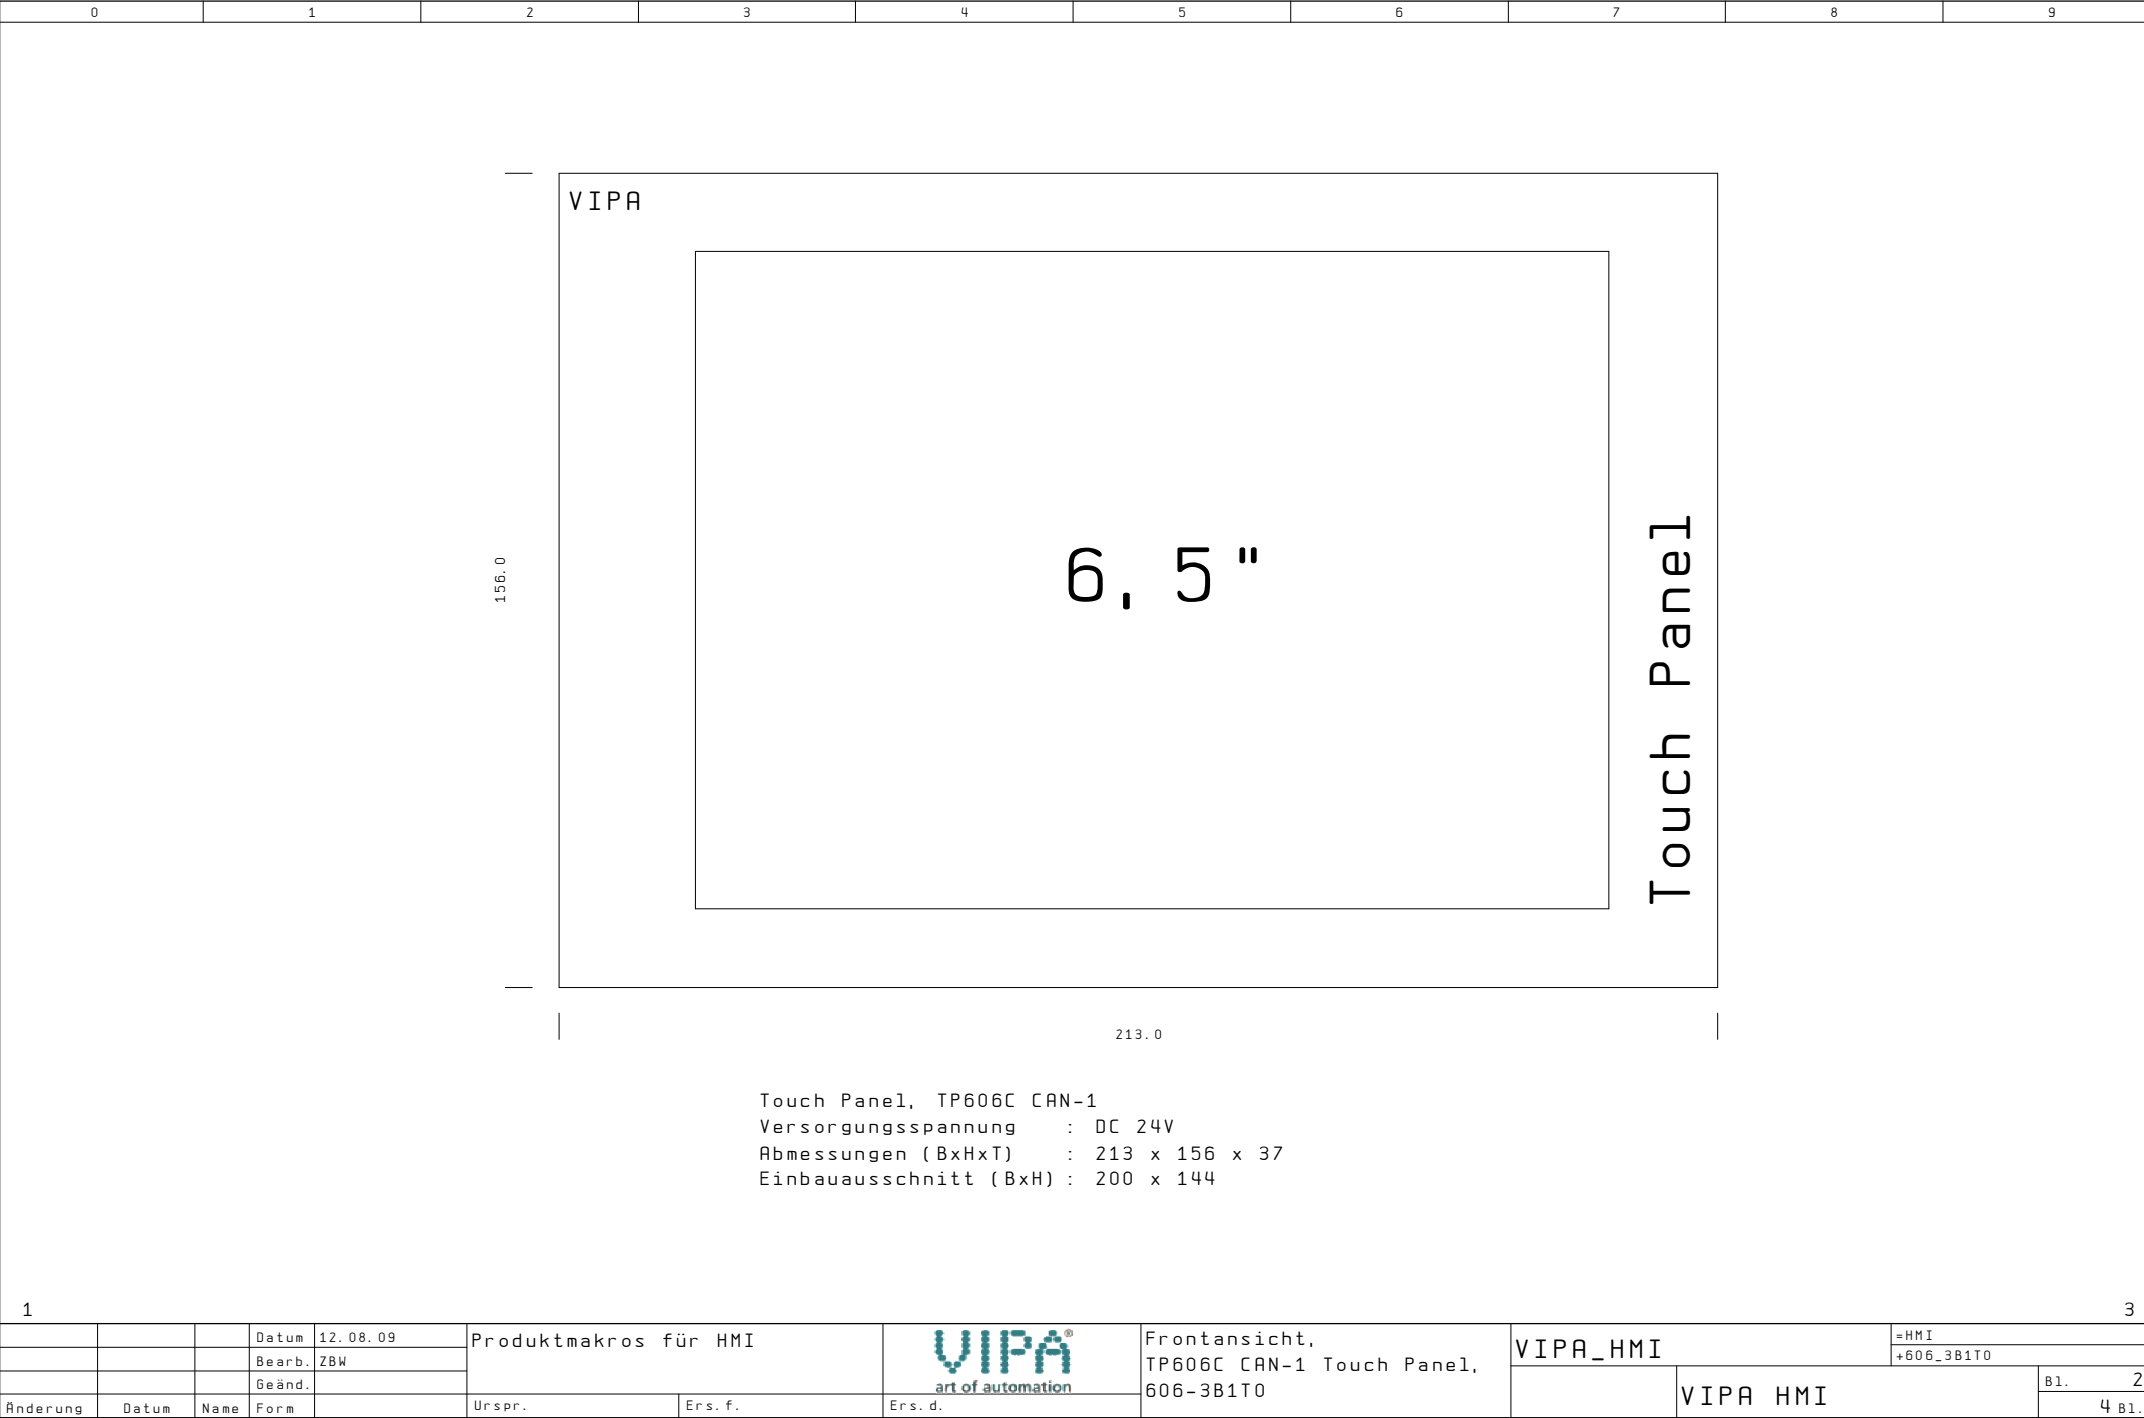 0 1 2 3 4 5 6 7 8 9
VIPA
6,5"
Touch Panel
156.0
213.0
Touch Panel, TP606C CAN-1
Versorgungsspannung : DC 24V
Abmessungen (BxHxT) : 213 x 156 x 37
Einbauausschnitt (BxH) : 200 x 144
1
3
Datum 12.08.09
Bearb. ZBW
Geänd.
Änderung Datum Name Form
Produktmakros für HMI
Urspr. Ers.f. Ers.d.
VIPA®
art of automation
Frontansicht,
TP606C CAN-1 Touch Panel,
606-3B1T0
VIPA_HMI
VIPA HMI
=HMI
+606_3B1T0
Bl. 2
4 Bl.